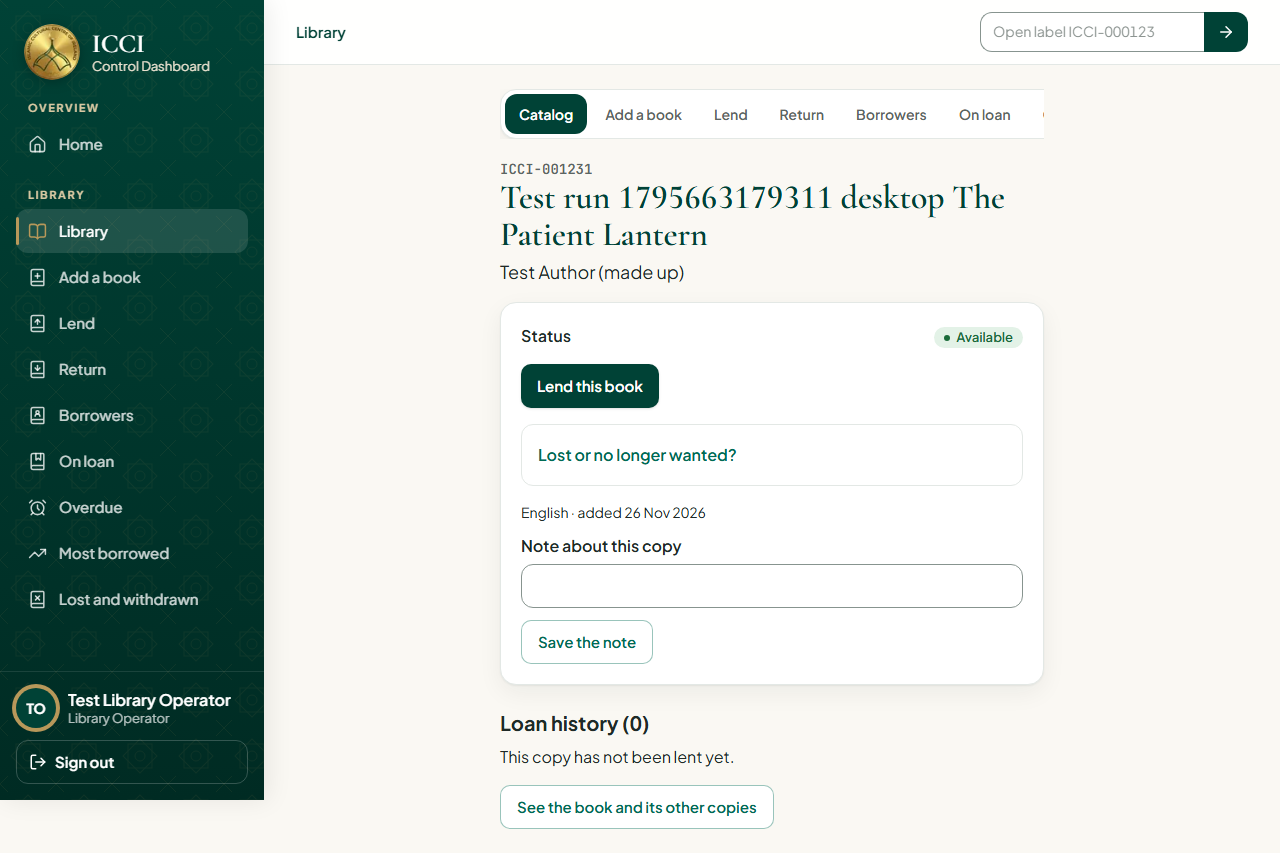 ICCI
Control Dashboard
OVERVIEW
Home
LIBRARY
Library
Add a book
Lend
Return
Borrowers
On loan
Overdue
Most borrowed
Lost and withdrawn
TO
Test Library Operator
Library Operator
Sign out
Library
Open label ICCI-000123
Catalog
Add a book
Lend
Return
Borrowers
On loan
ICCI-001231
Test run 1795663179311 desktop The
Patient Lantern
Test Author (made up)
Status
Available
Lend this book
Lost or no longer wanted?
English · added 26 Nov 2026
Note about this copy
Save the note
Loan history (0)
This copy has not been lent yet.
See the book and its other copies